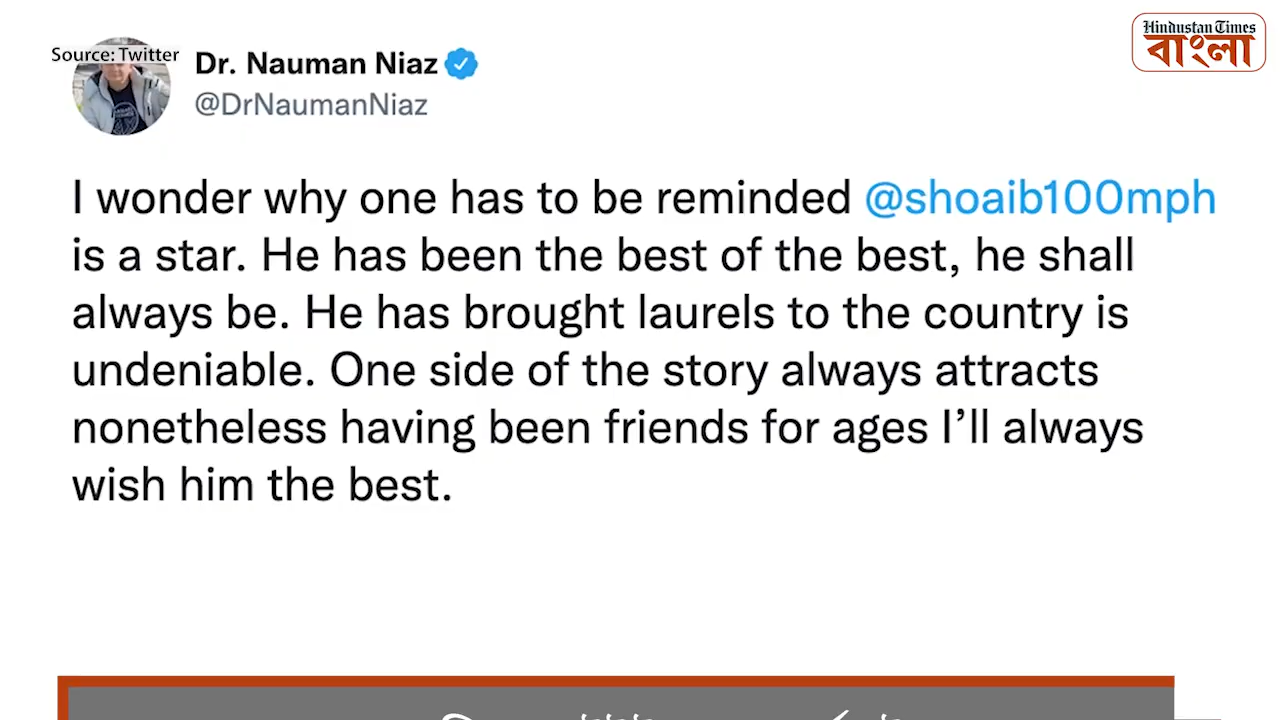 Source: Twitter
Hindustan Times
বাংলা
Dr. Nauman Niaz
@DrNaumanNiaz
I wonder why one has to be reminded @shoaib100mph
is a star. He has been the best of the best, he shall
always be. He has brought laurels to the country is
undeniable. One side of the story always attracts
nonetheless having been friends for ages I’ll always
wish him the best.